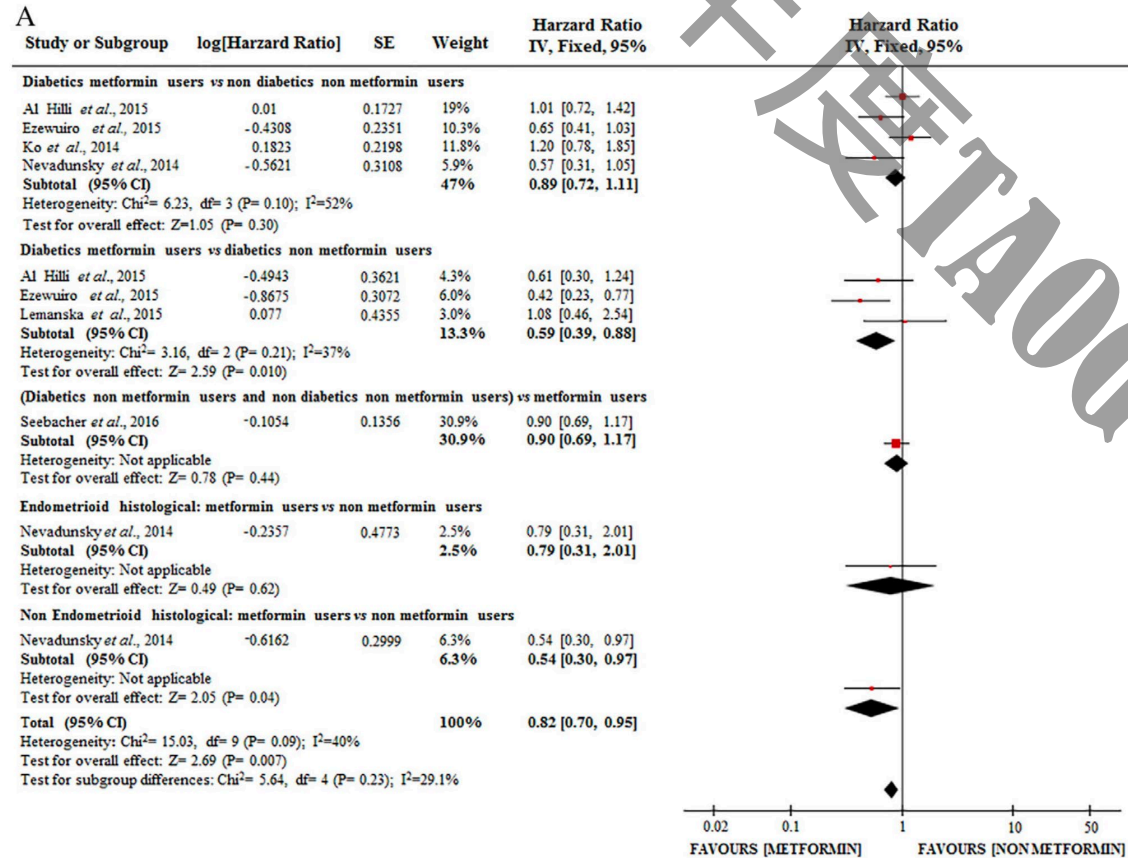 A
Harzard Ratio Harzard Ratio
Study or Subgroup log[Harzard Ratio] SE Weight IV, Fixed, 95% IV, Fixed, 95%
Diabetics metformin users vs non diabetics non metformin users
Al Hilli et al., 2015 0.01 0.1727 19% 1.01 [0.72, 1.42]
Ezewuiro et al., 2015 -0.4308 0.2351 10.3% 0.65 [0.41, 1.03]
Ko et al., 2014 0.1823 0.2198 11.8% 1.20 [0.78, 1.85]
Nevadunsky et al., 2014 -0.5621 0.3108 5.9% 0.57 [0.31, 1.05]
Subtotal (95% CI) 47% 0.89 [0.72, 1.11]
Heterogeneity: Chi²= 6.23, df= 3 (P= 0.10); I²=52%
Test for overall effect: Z=1.05 (P= 0.30)
Diabetics metformin users vs diabetics non metformin users
Al Hilli et al., 2015 -0.4943 0.3621 4.3% 0.61 [0.30, 1.24]
Ezewuiro et al., 2015 -0.8675 0.3072 6.0% 0.42 [0.23, 0.77]
Lemanska et al., 2015 0.077 0.4355 3.0% 1.08 [0.46, 2.54]
Subtotal (95% CI) 13.3% 0.59 [0.39, 0.88]
Heterogeneity: Chi²= 3.16, df= 2 (P= 0.21); I²=37%
Test for overall effect: Z= 2.59 (P= 0.010)
(Diabetics non metformin users and non diabetics non metformin users) vs metformin users
Seebacher et al., 2016 -0.1054 0.1356 30.9% 0.90 [0.69, 1.17]
Subtotal (95% CI) 30.9% 0.90 [0.69, 1.17]
Heterogeneity: Not applicable
Test for overall effect: Z= 0.78 (P= 0.44)
Endometrioid histological: metformin users vs non metformin users
Nevadunsky et al., 2014 -0.2357 0.4773 2.5% 0.79 [0.31, 2.01]
Subtotal (95% CI) 2.5% 0.79 [0.31, 2.01]
Heterogeneity: Not applicable
Test for overall effect: Z= 0.49 (P= 0.62)
Non Endometrioid histological: metformin users vs non metformin users
Nevadunsky et al., 2014 -0.6162 0.2999 6.3% 0.54 [0.30, 0.97]
Subtotal (95% CI) 6.3% 0.54 [0.30, 0.97]
Heterogeneity: Not applicable
Test for overall effect: Z= 2.05 (P= 0.04)
Total (95% CI) 100% 0.82 [0.70, 0.95]
Heterogeneity: Chi²= 15.03, df= 9 (P= 0.09); I²=40%
Test for overall effect: Z= 2.69 (P= 0.007)
Test for subgroup differences: Chi²= 5.64, df= 4 (P= 0.23); I²=29.1%
0.02 0.1 1 10 50
FAVOURS [METFORMIN] FAVOURS [NON METFORMIN]